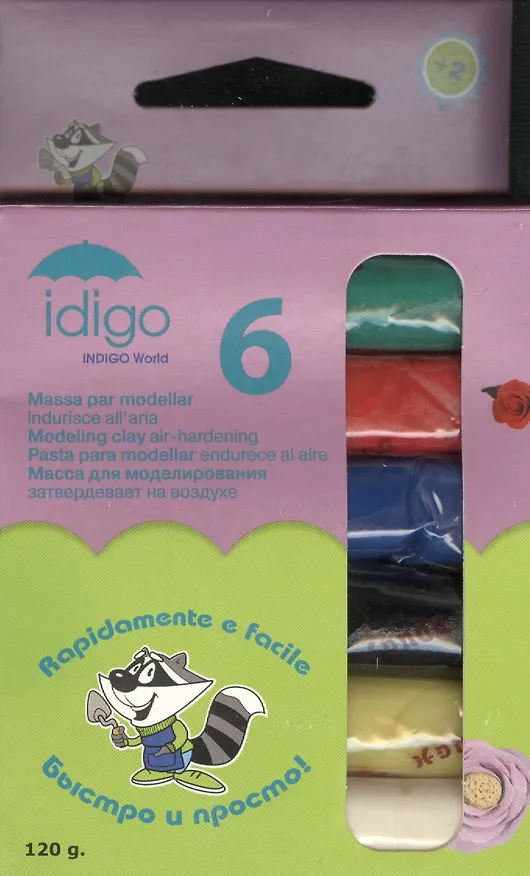 +2
idigo
INDIGO World
6
Massa par modellar
indurisce all'aria
Modeling clay air-hardening
Pasta para modellar endurece al aire
Масса для моделирования
затвердевает на воздухе
Rapidamente e facile
Быстро и просто!
120 g.